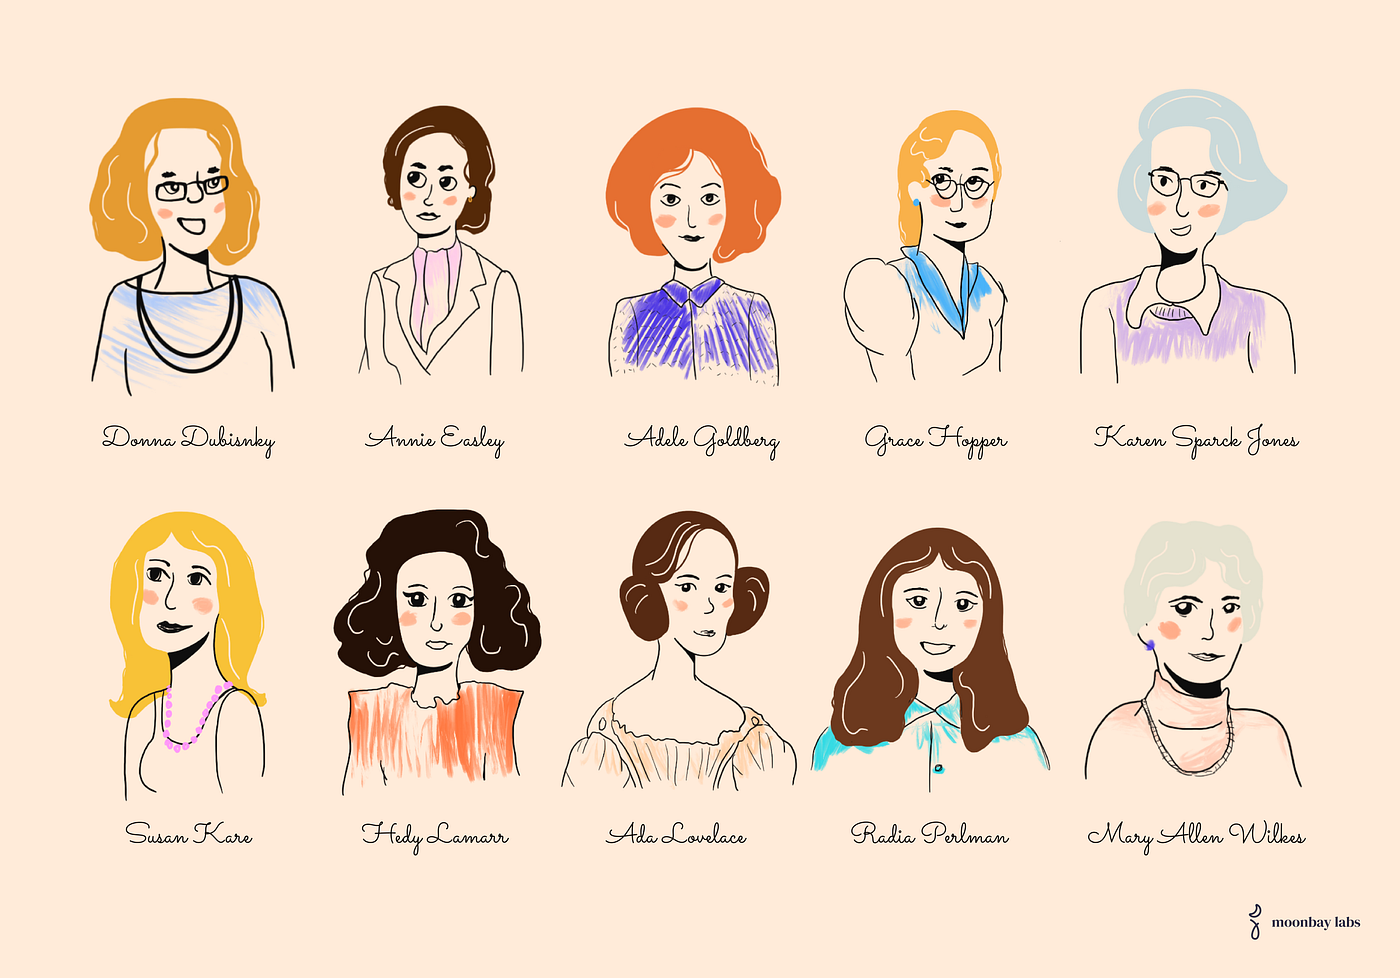 Donna Dubisnky
Annie Easley
Adele Goldberg
Grace Hopper
Karen Sparck Jones
Susan Kare
Hedy Lamarr
Ada Lovelace
Radia Perlman
Mary Allen Wilkes
moonbay labs